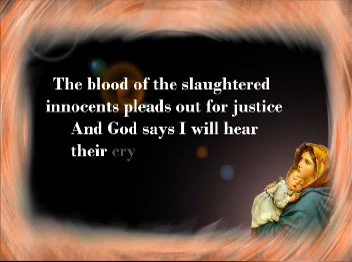 The blood of the slaughtered
innocents pleads out for justice
And God says I will hear
their cry